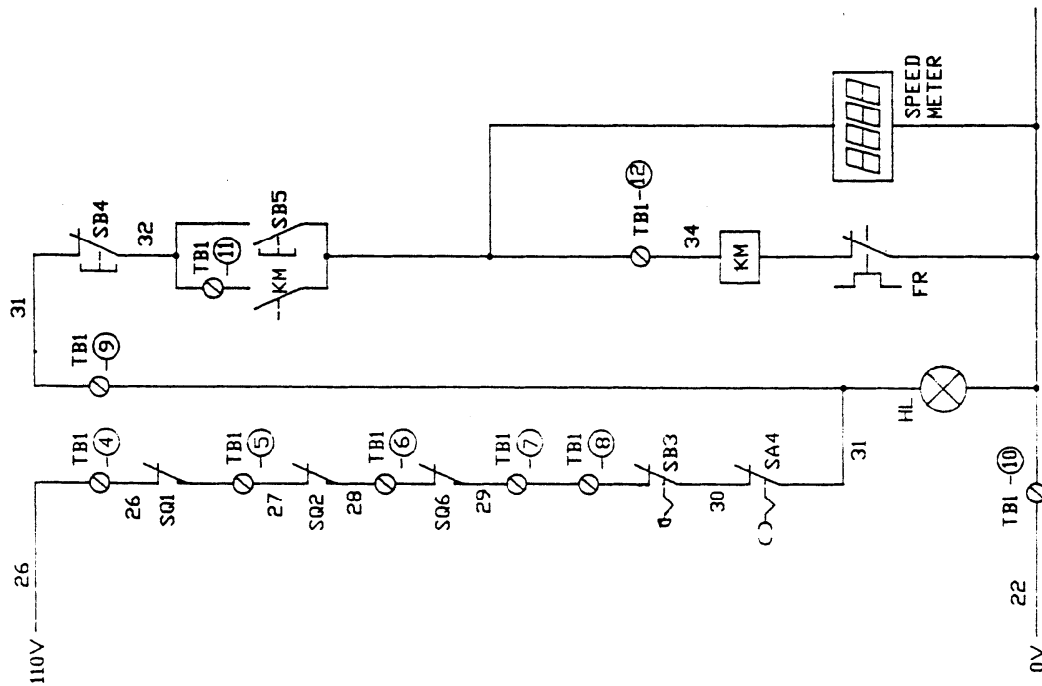 110V
26
TB1
-④
26
SQ1
TB1
-⑤
27
SQ2
28
TB1
-⑥
SQ6
29
TB1
-⑦
TB1
-⑧
SB3
30
SA4
31
31
TB1
-⑨
HL
SB4
32
TB1
-⑪
KM
SB5
TB1-⑫
34
KM
FR
SPEED
METER
0V
22
TB1 -⑩